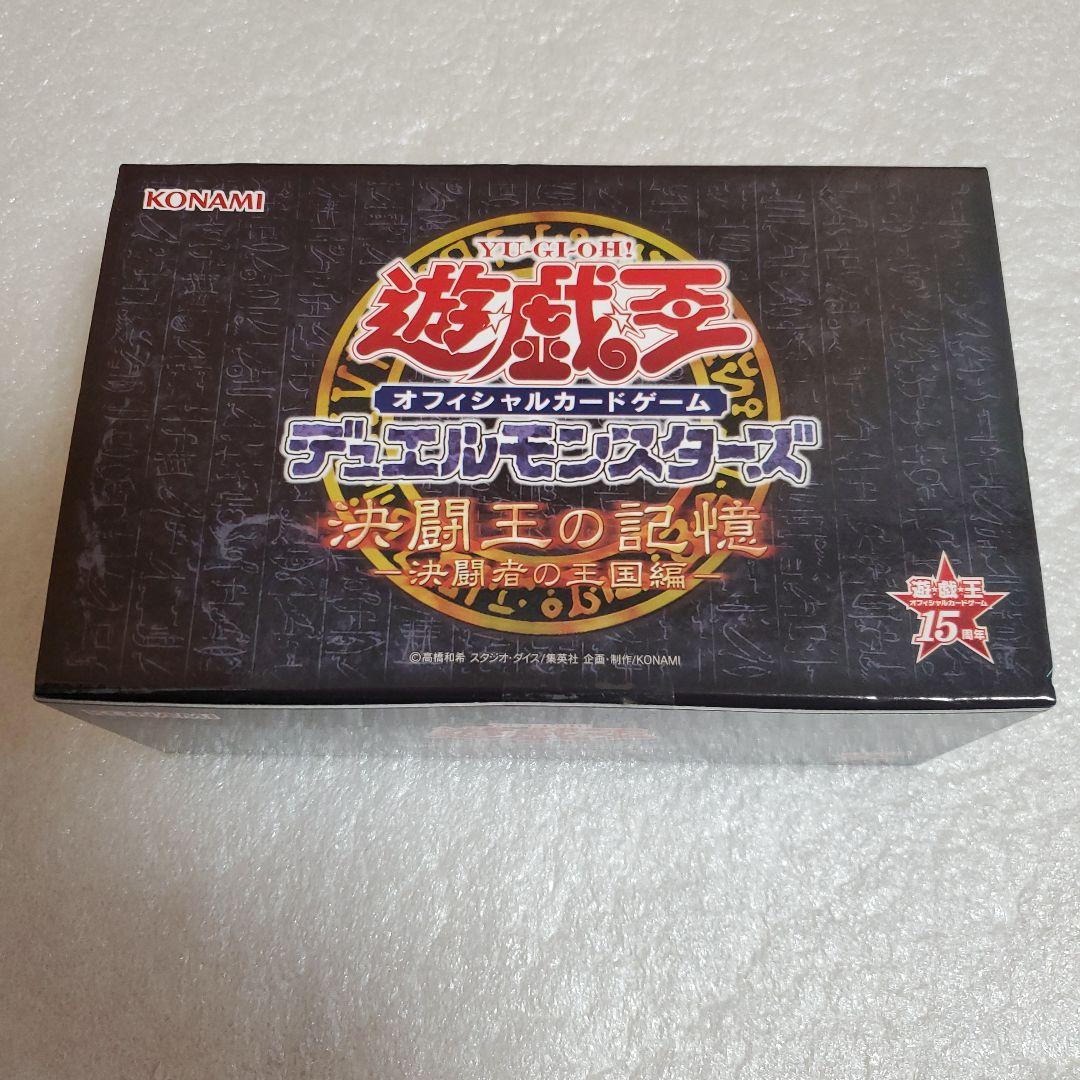 KONAMI
YU-GI-OH!
遊☆戯☆王
オフィシャルカードゲーム
デュエルモンスターズ
決闘王の記憶
-決闘者の王国編-
遊☆戯☆王
オフィシャルカードゲーム
15周年
©高橋和希 スタジオ・ダイス/集英社 企画・制作/KONAMI